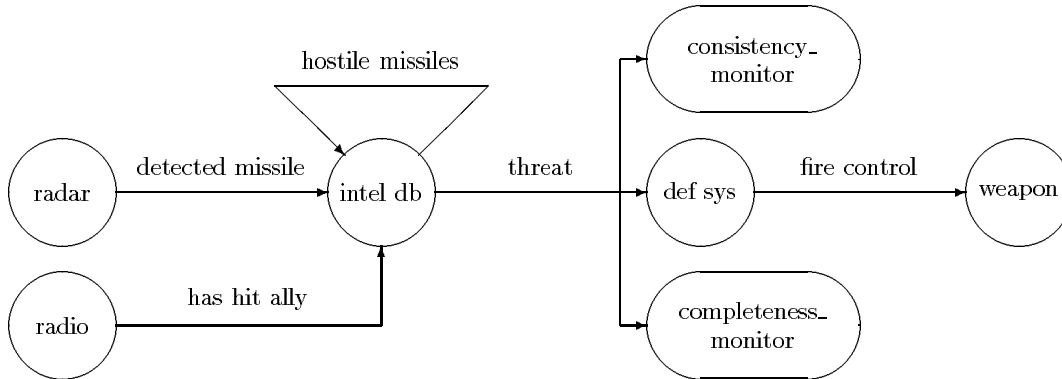 consistency_
monitor
hostile missiles
detected missile
threat
fire control
radar
intel db
def sys
weapon
has hit ally
radio
completeness_
monitor